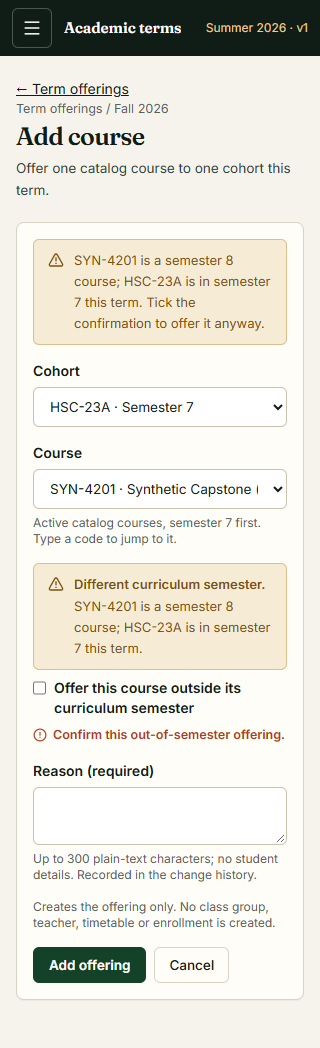 Academic terms
Summer 2026 · v1
← Term offerings
Term offerings / Fall 2026
Add course
Offer one catalog course to one cohort this
term.
SYN-4201 is a semester 8
course; HSC-23A is in semester
7 this term. Tick the
confirmation to offer it anyway.
Cohort
HSC-23A · Semester 7
Course
SYN-4201 · Synthetic Capstone (
Active catalog courses, semester 7 first.
Type a code to jump to it.
Different curriculum semester.
SYN-4201 is a semester 8
course; HSC-23A is in semester
7 this term.
Offer this course outside its
curriculum semester
Confirm this out-of-semester offering.
Reason (required)
Up to 300 plain-text characters; no student
details. Recorded in the change history.
Creates the offering only. No class group,
teacher, timetable or enrollment is created.
Add offering
Cancel